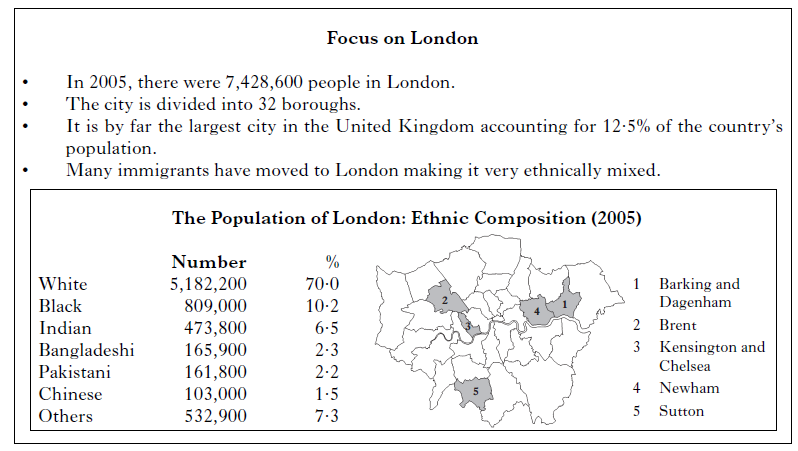 Focus on London
• In 2005, there were 7,428,600 people in London.
• The city is divided into 32 boroughs.
• It is by far the largest city in the United Kingdom accounting for 12·5% of the country's
population.
• Many immigrants have moved to London making it very ethnically mixed.
The Population of London: Ethnic Composition (2005)
Number %
White 5,182,200 70·0
Black 809,000 10·2
Indian 473,800 6·5
Bangladeshi 165,900 2·3
Pakistani 161,800 2·2
Chinese 103,000 1·5
Others 532,900 7·3
2
3
4
1
5
1 Barking and
Dagenham
2 Brent
3 Kensington and
Chelsea
4 Newham
5 Sutton